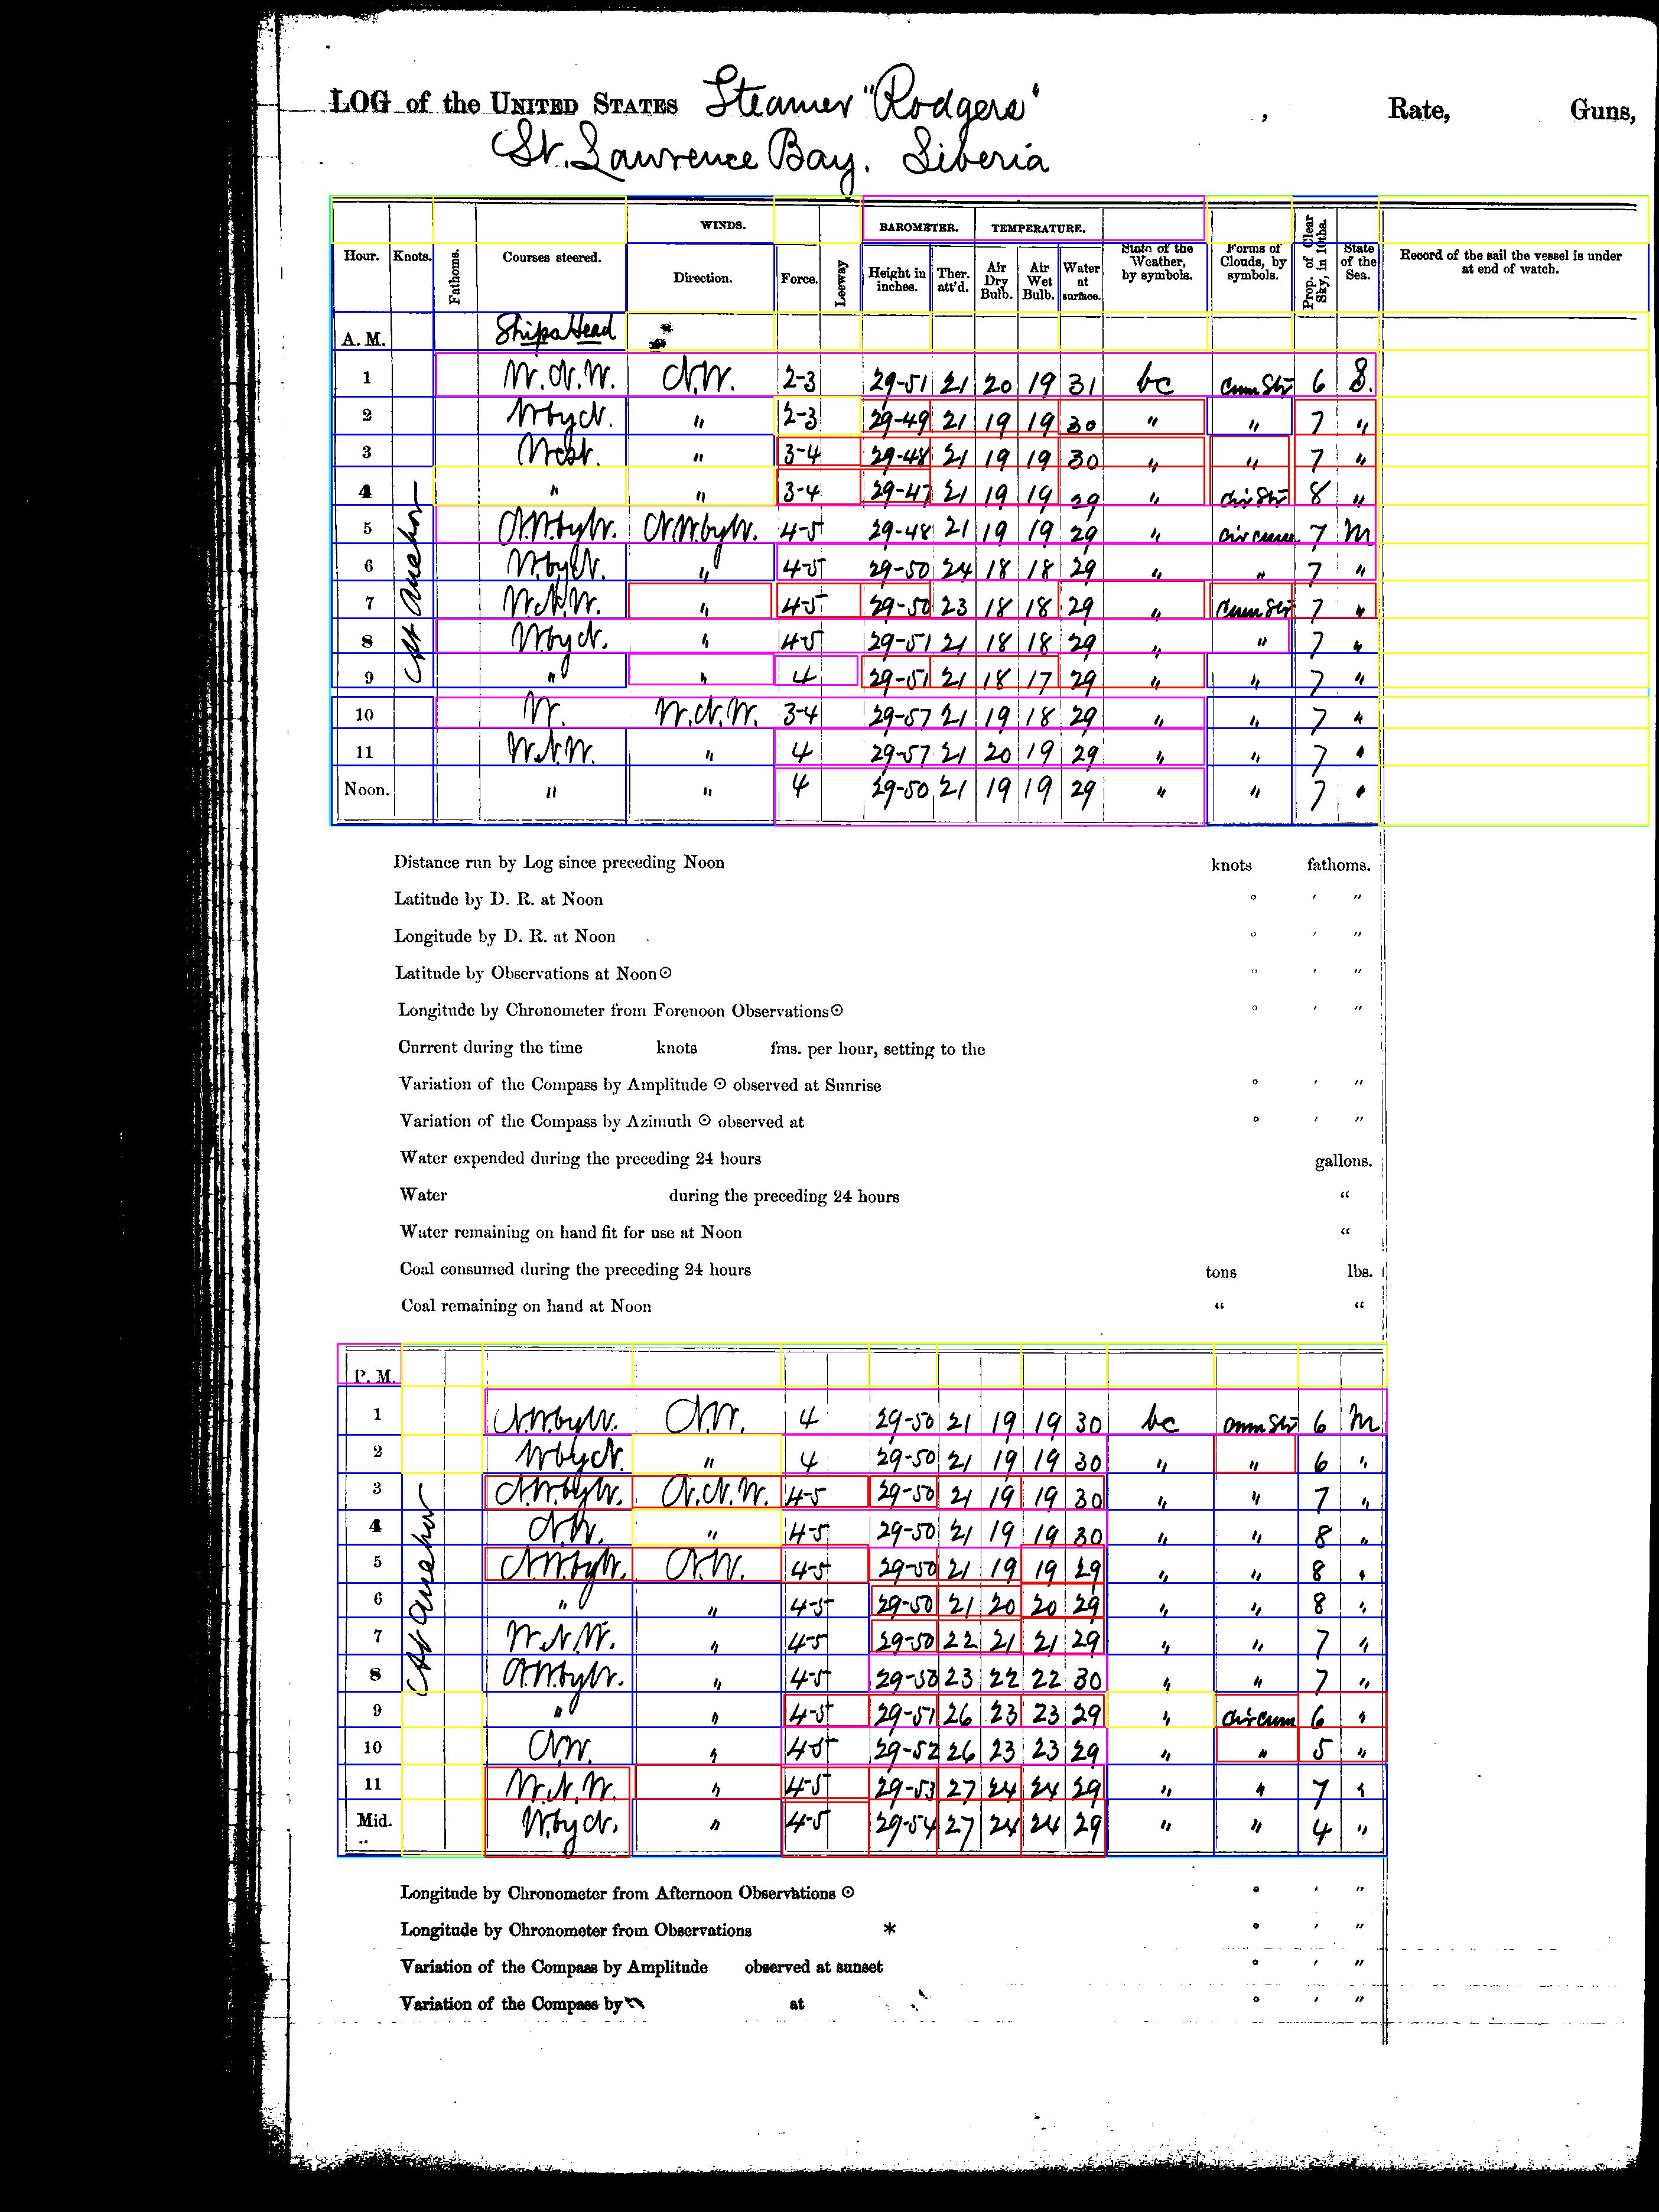 LOG of the UNITED STATES Steamer "Rodgers" , Rate, Guns,
St. Lawrence Bay. Siberia
WINDS. BAROMETER. TEMPERATURE.
Hour. Knots. Fathoms. Courses steered. Direction. Force. Leeway Height in inches. Ther. att'd. Air Dry Bulb. Air Wet Bulb. Water at surface. State of the Weather, by symbols. Forms of Clouds, by symbols. Prop. of Clear Sky, in 10ths. State of the Sea. Record of the sail the vessel is under at end of watch.
A. M. Ships Head
At Anchor
1 W.N.W. N.W. 2-3 29-51 21 20 19 31 bc Cum Str 6 S.
2 W by N. " 2-3 29-49 21 19 19 30 " " 7 "
3 West. " 3-4 29-48 21 19 19 30 " " 7 "
4 " " 3-4 29-47 21 19 19 29 " Cir Str 8 "
5 N.W. by W. N.W. by W. 4-5 29-48 21 19 19 29 " Cir cum 7 M
6 W. by N. " 4-5 29-50 24 18 18 29 " " 7 "
7 W.N.W. " 4-5 29-50 23 18 18 29 " Cum Str 7 "
8 W. by N. " 4-5 29-51 21 18 18 29 " " 7 "
9 " " 4 29-51 21 18 17 29 " " 7 "
10 W. W.N.W. 3-4 29-57 21 19 18 29 " " 7 "
11 W.N.W. " 4 29-57 21 20 19 29 " " 7 "
Noon. " " 4 29-50 21 19 19 29 " " 7 "
Distance run by Log since preceding Noon knots fathoms.
Latitude by D. R. at Noon ° ′ ″
Longitude by D. R. at Noon ° ′ ″
Latitude by Observations at Noon ☉ ° ′ ″
Longitude by Chronometer from Forenoon Observations ☉ ° ′ ″
Current during the time knots fms. per hour, setting to the
Variation of the Compass by Amplitude ☉ observed at Sunrise ° ′ ″
Variation of the Compass by Azimuth ☉ observed at ° ′ ″
Water expended during the preceding 24 hours gallons.
Water during the preceding 24 hours “
Water remaining on hand fit for use at Noon “
Coal consumed during the preceding 24 hours tons lbs.
Coal remaining on hand at Noon “ “
P. M.
At Anchor
1 N.W. by W. N.W. 4 29-50 21 19 19 30 bc Cum Str 6 M
2 W by N. " 4 29-50 21 19 19 30 " " 6 "
3 N.W. by W. N.N.W. 4-5 29-50 21 19 19 30 " " 7 "
4 N.W. " 4-5 29-50 21 19 19 30 " " 8 "
5 N.W. by W. N.W. 4-5 29-50 21 19 19 29 " " 8 "
6 " " 4-5 29-50 21 20 20 29 " " 8 "
7 W.N.W. " 4-5 29-50 22 21 21 29 " " 7 "
8 N.W. by W. " 4-5 29-50 23 22 22 30 " " 7 "
9 " " 4-5 29-51 26 23 23 29 " Cir cum 6 "
10 N.W. " 4-5 29-52 26 23 23 29 " " 5 "
11 W.N.W. " 4-5 29-53 27 24 24 29 " " 7 "
Mid. W. by N. " 4-5 29-54 27 24 24 29 " " 4 "
Longitude by Chronometer from Afternoon Observations ☉ ° ′ ″
Longitude by Chronometer from Observations * ° ′ ″
Variation of the Compass by Amplitude observed at sunset ° ′ ″
Variation of the Compass by at ° ′ ″